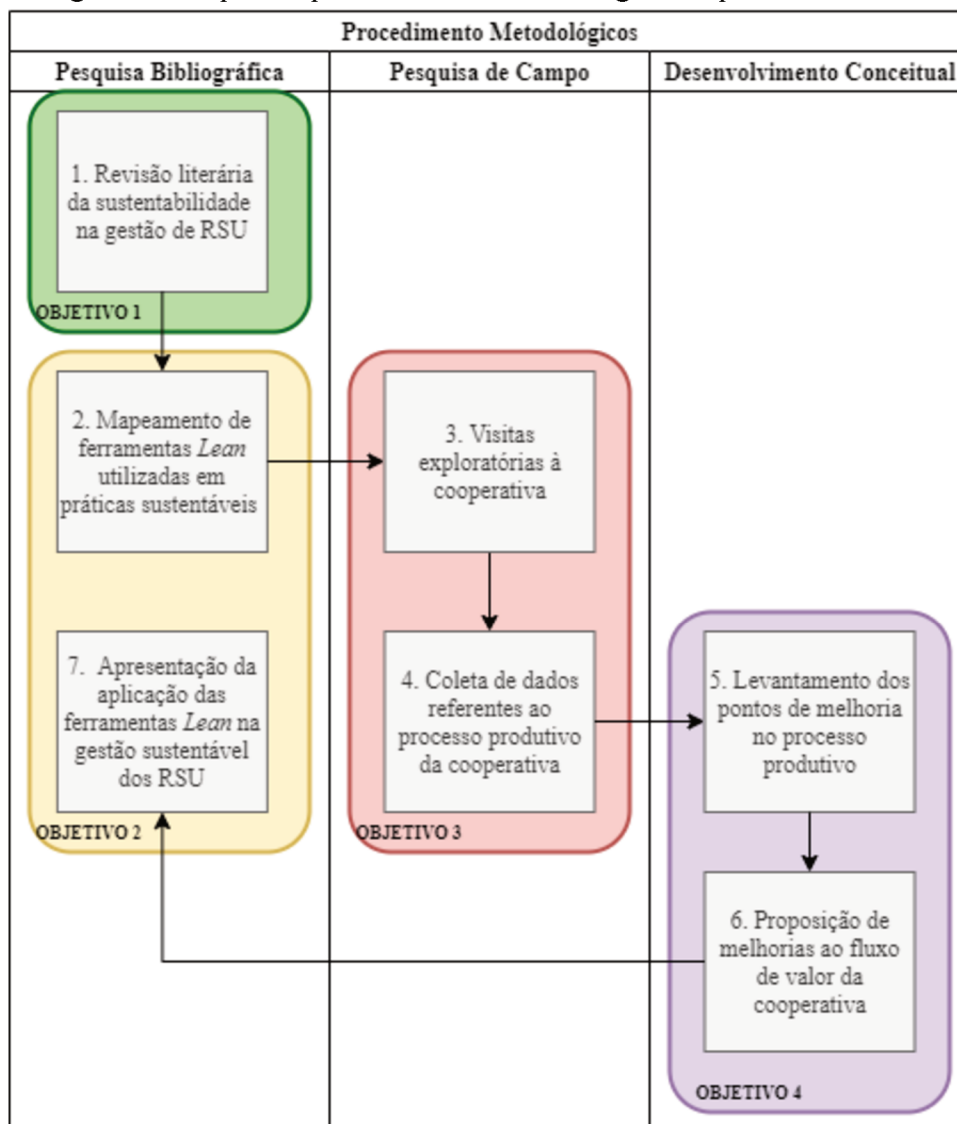 Procedimento Metodológicos
Pesquisa Bibliográfica
Pesquisa de Campo
Desenvolvimento Conceitual
1. Revisão literária
da sustentabilidade
na gestão de RSU
OBJETIVO 1
2. Mapeamento de
ferramentas Lean
utilizadas em
práticas sustentáveis
3. Visitas
exploratórias à
cooperativa
7. Apresentação da
aplicação das
ferramentas Lean na
gestão sustentável
dos RSU
OBJETIVO 2
4. Coleta de dados
referentes ao
processo produtivo
da cooperativa
OBJETIVO 3
5. Levantamento dos
pontos de melhoria
no processo
produtivo
6. Proposição de
melhorias ao fluxo
de valor da
cooperativa
OBJETIVO 4